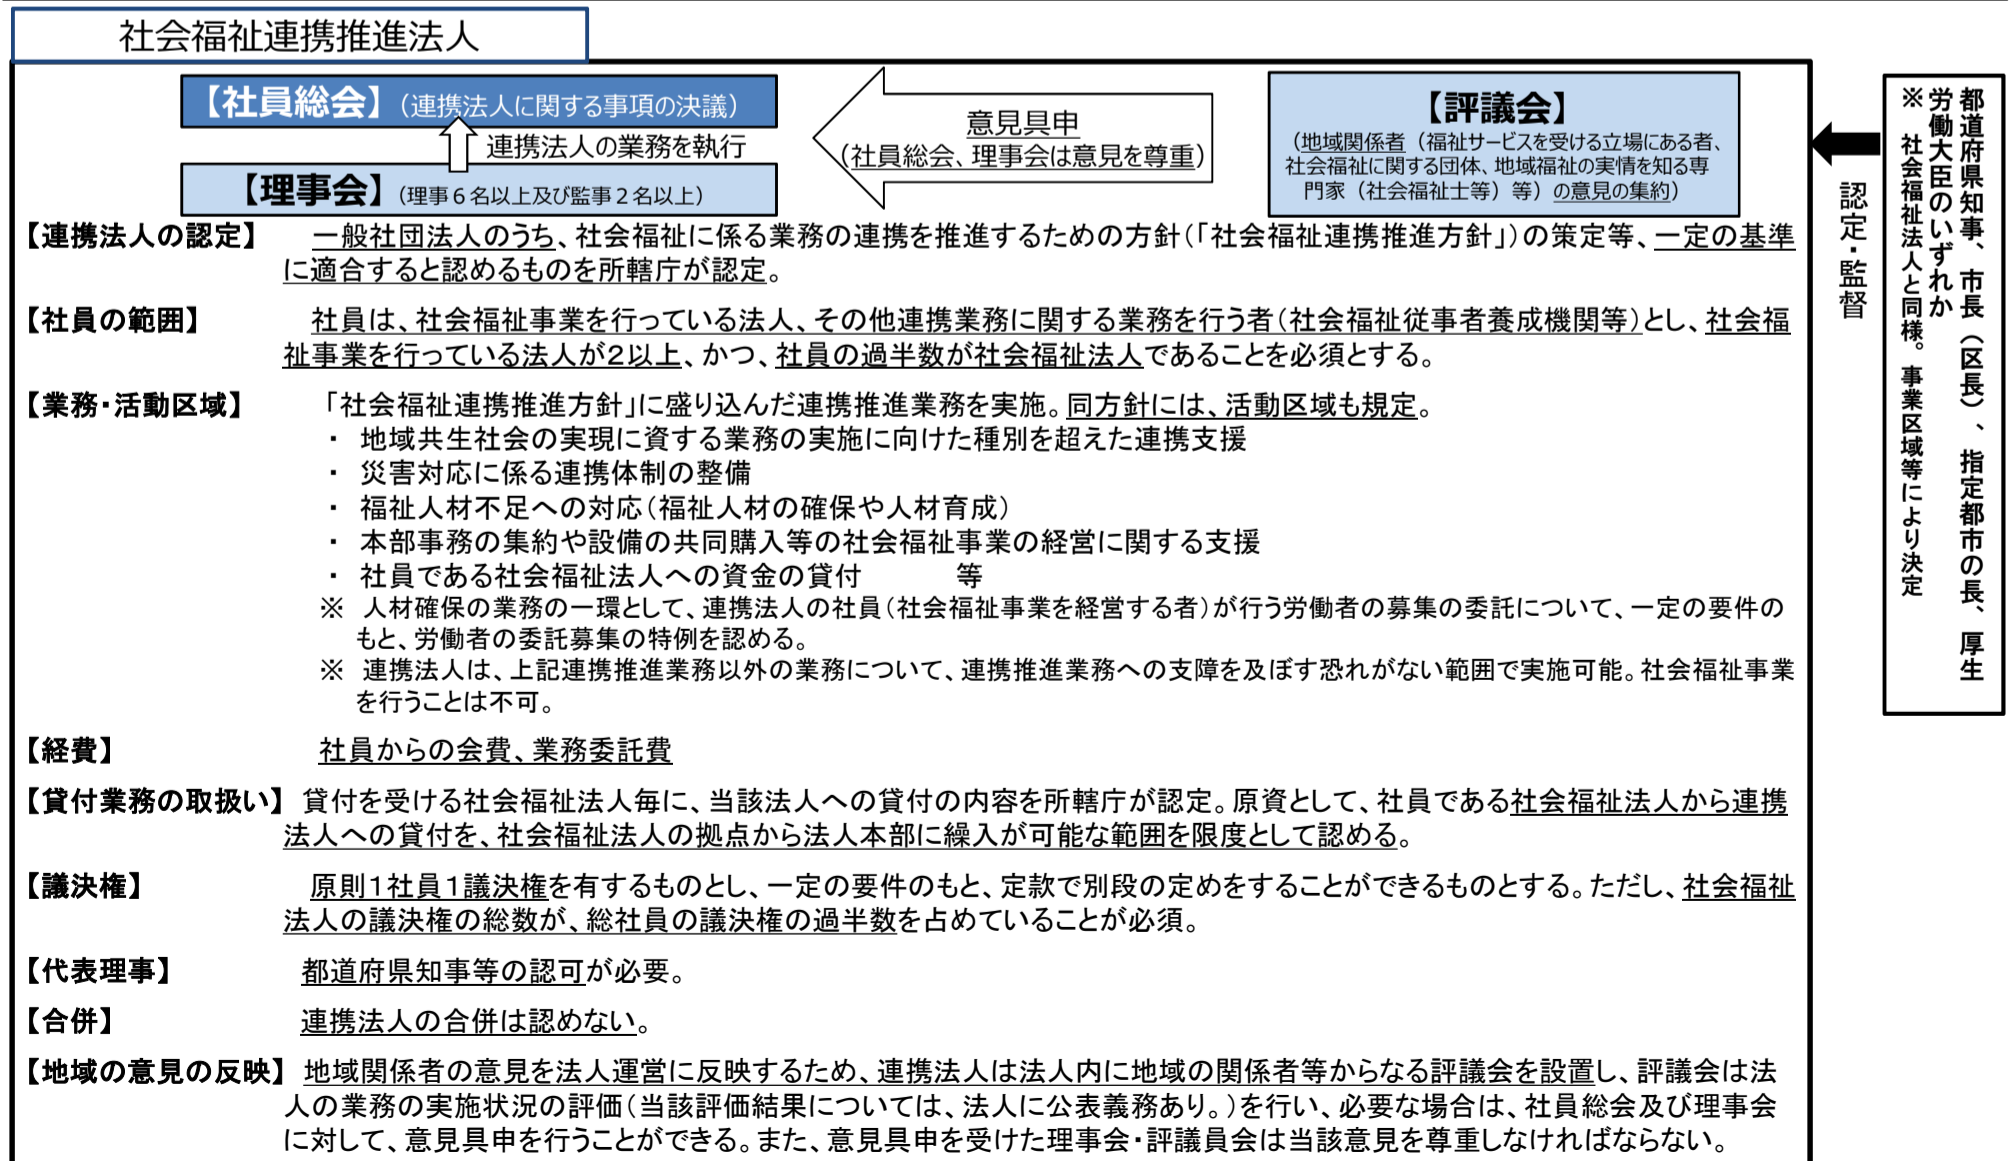 社会福祉連携推進法人
【社員総会】（連携法人に関する事項の決議）
連携法人の業務を執行
【理事会】（理事６名以上及び監事２名以上）
意見具申
（社員総会、理事会は意見を尊重）
【評議会】
（地域関係者（福祉サービスを受ける立場にある者、
社会福祉に関する団体、地域福祉の実情を知る専
門家（社会福祉士等）等）の意見の集約）
認定・監督
都道府県知事、市長（区長）、指定都市の長、厚生
労働大臣のいずれか
※　社会福祉法人と同様。事業区域等により決定
【連携法人の認定】　一般社団法人のうち、社会福祉に係る業務の連携を推進するための方針（「社会福祉連携推進方針」）の策定等、一定の基準
に適合すると認めるものを所轄庁が認定。
【社員の範囲】　社員は、社会福祉事業を行っている法人、その他連携業務に関する業務を行う者（社会福祉従事者養成機関等）とし、社会福
祉事業を行っている法人が２以上、かつ、社員の過半数が社会福祉法人であることを必須とする。
【業務・活動区域】　「社会福祉連携推進方針」に盛り込んだ連携推進業務を実施。同方針には、活動区域も規定。
・　地域共生社会の実現に資する業務の実施に向けた種別を超えた連携支援
・　災害対応に係る連携体制の整備
・　福祉人材不足への対応（福祉人材の確保や人材育成）
・　本部事務の集約や設備の共同購入等の社会福祉事業の経営に関する支援
・　社員である社会福祉法人への資金の貸付　　　等
※　人材確保の業務の一環として、連携法人の社員（社会福祉事業を経営する者）が行う労働者の募集の委託について、一定の要件の
もと、労働者の委託募集の特例を認める。
※　連携法人は、上記連携推進業務以外の業務について、連携推進業務への支障を及ぼす恐れがない範囲で実施可能。社会福祉事業
を行うことは不可。
【経費】　社員からの会費、業務委託費
【貸付業務の取扱い】　貸付を受ける社会福祉法人毎に、当該法人への貸付の内容を所轄庁が認定。原資として、社員である社会福祉法人から連携
法人への貸付を、社会福祉法人の拠点から法人本部に繰入が可能な範囲を限度として認める。
【議決権】　原則１社員１議決権を有するものとし、一定の要件のもと、定款で別段の定めをすることができるものとする。ただし、社会福祉
法人の議決権の総数が、総社員の議決権の過半数を占めていることが必須。
【代表理事】　都道府県知事等の認可が必要。
【合併】　連携法人の合併は認めない。
【地域の意見の反映】　地域関係者の意見を法人運営に反映するため、連携法人は法人内に地域の関係者等からなる評議会を設置し、評議会は法
人の業務の実施状況の評価（当該評価結果については、法人に公表義務あり。）を行い、必要な場合は、社員総会及び理事会
に対して、意見具申を行うことができる。また、意見具申を受けた理事会・評議員会は当該意見を尊重しなければならない。